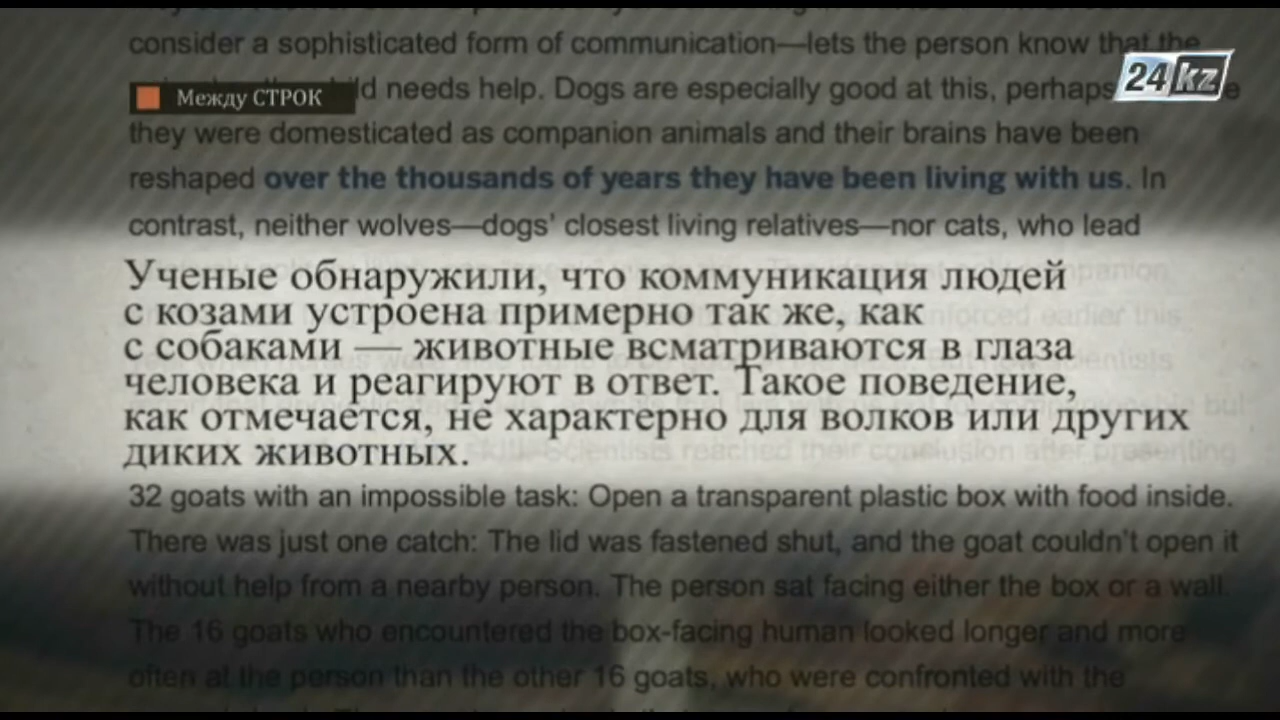 consider a sophisticated form of communication—lets the person know that the
24 kz
Между СТРОК
needs help. Dogs are especially good at this, perhaps
they were domesticated as companion animals and their brains have been
reshaped over the thousands of years they have been living with us. In
contrast, neither wolves—dogs' closest living relatives—nor cats, who lead
Ученые обнаружили, что коммуникация людей
с козами устроена примерно так же, как
с собаками — животные всматриваются в глаза
человека и реагируют в ответ. Такое поведение,
как отмечается, не характерно для волков или других
диких животных.
32 goats with an impossible task: Open a transparent plastic box with food inside.
There was just one catch: The lid was fastened shut, and the goat couldn't open it
without help from a nearby person. The person sat facing either the box or a wall.
The 16 goats who encountered the box-facing human looked longer and more
often at the person than the other 16 goats, who were confronted with the